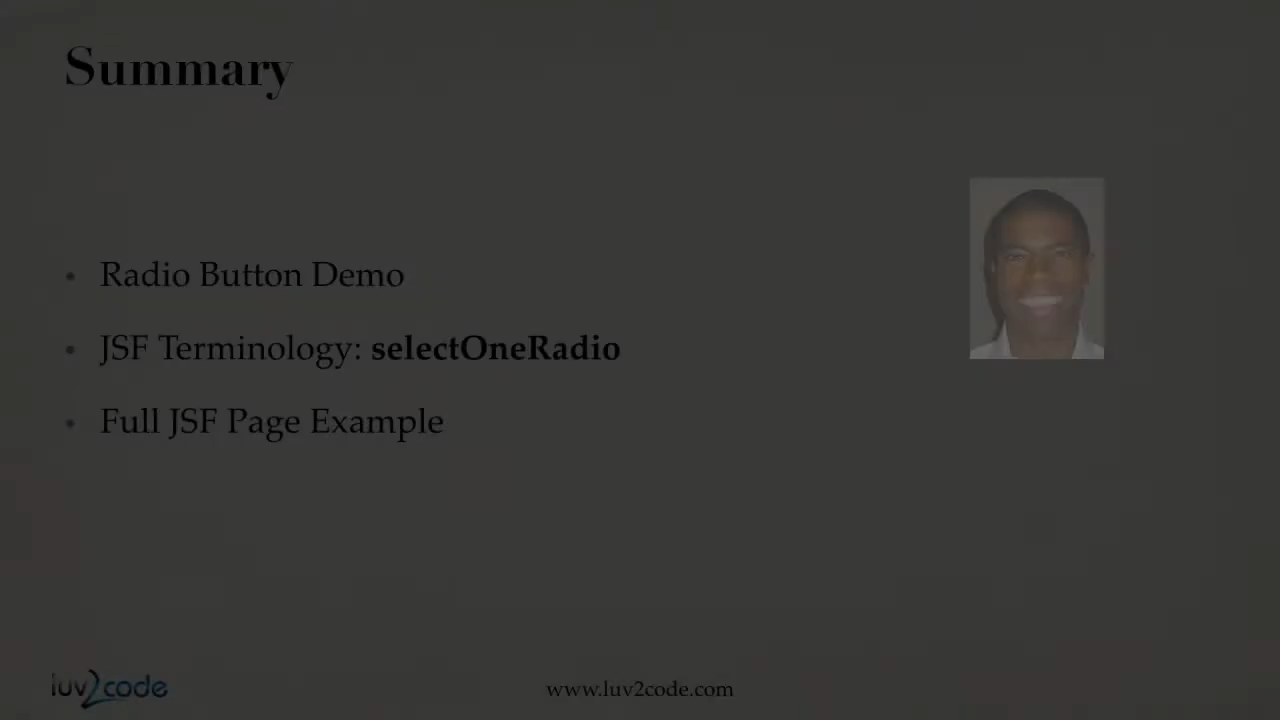 Summary
• Radio Button Demo
• JSF Terminology: selectOneRadio
• Full JSF Page Example
luv2code
www.luv2code.com